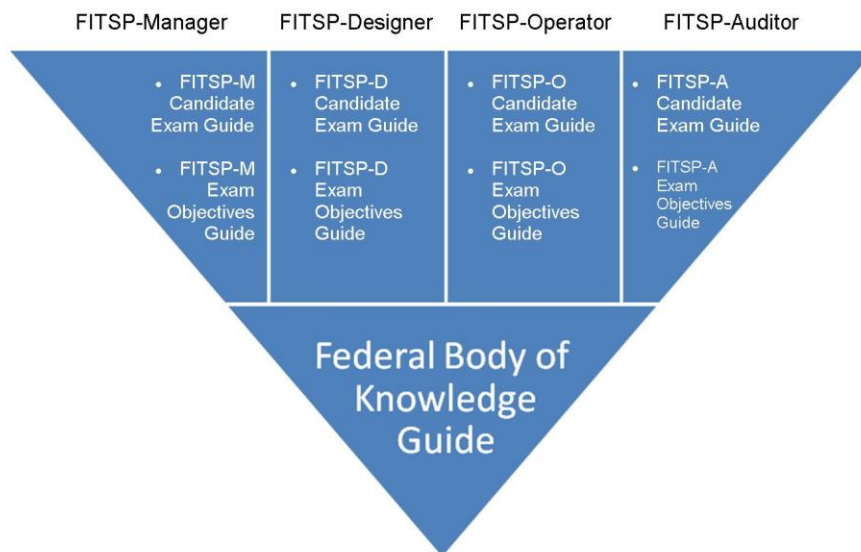 FITSP-Manager
FITSP-Designer
FITSP-Operator
FITSP-Auditor
• FITSP-M
Candidate
Exam Guide
• FITSP-M
Exam
Objectives
Guide
• FITSP-D
Candidate
Exam Guide
• FITSP-D
Exam
Objectives
Guide
• FITSP-O
Candidate
Exam Guide
• FITSP-O
Exam
Objectives
Guide
• FITSP-A
Candidate
Exam Guide
• FITSP-A
Exam
Objectives
Guide
Federal Body of
Knowledge
Guide